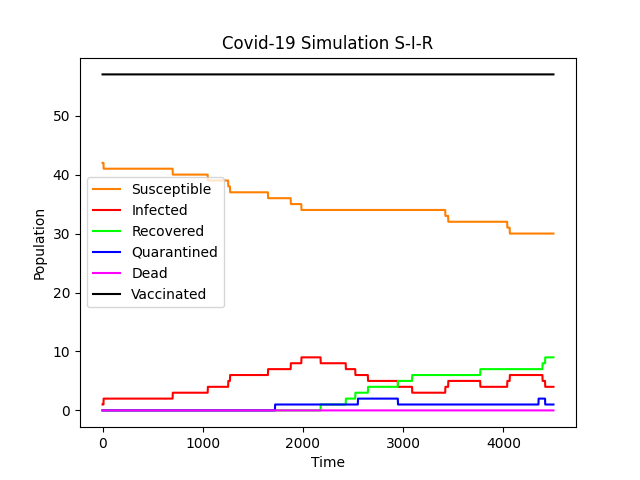 Covid-19 Simulation S-I-R
50
40
30
20
10
0
Population
Susceptible
Infected
Recovered
Quarantined
Dead
Vaccinated
0 1000 2000 3000 4000
Time